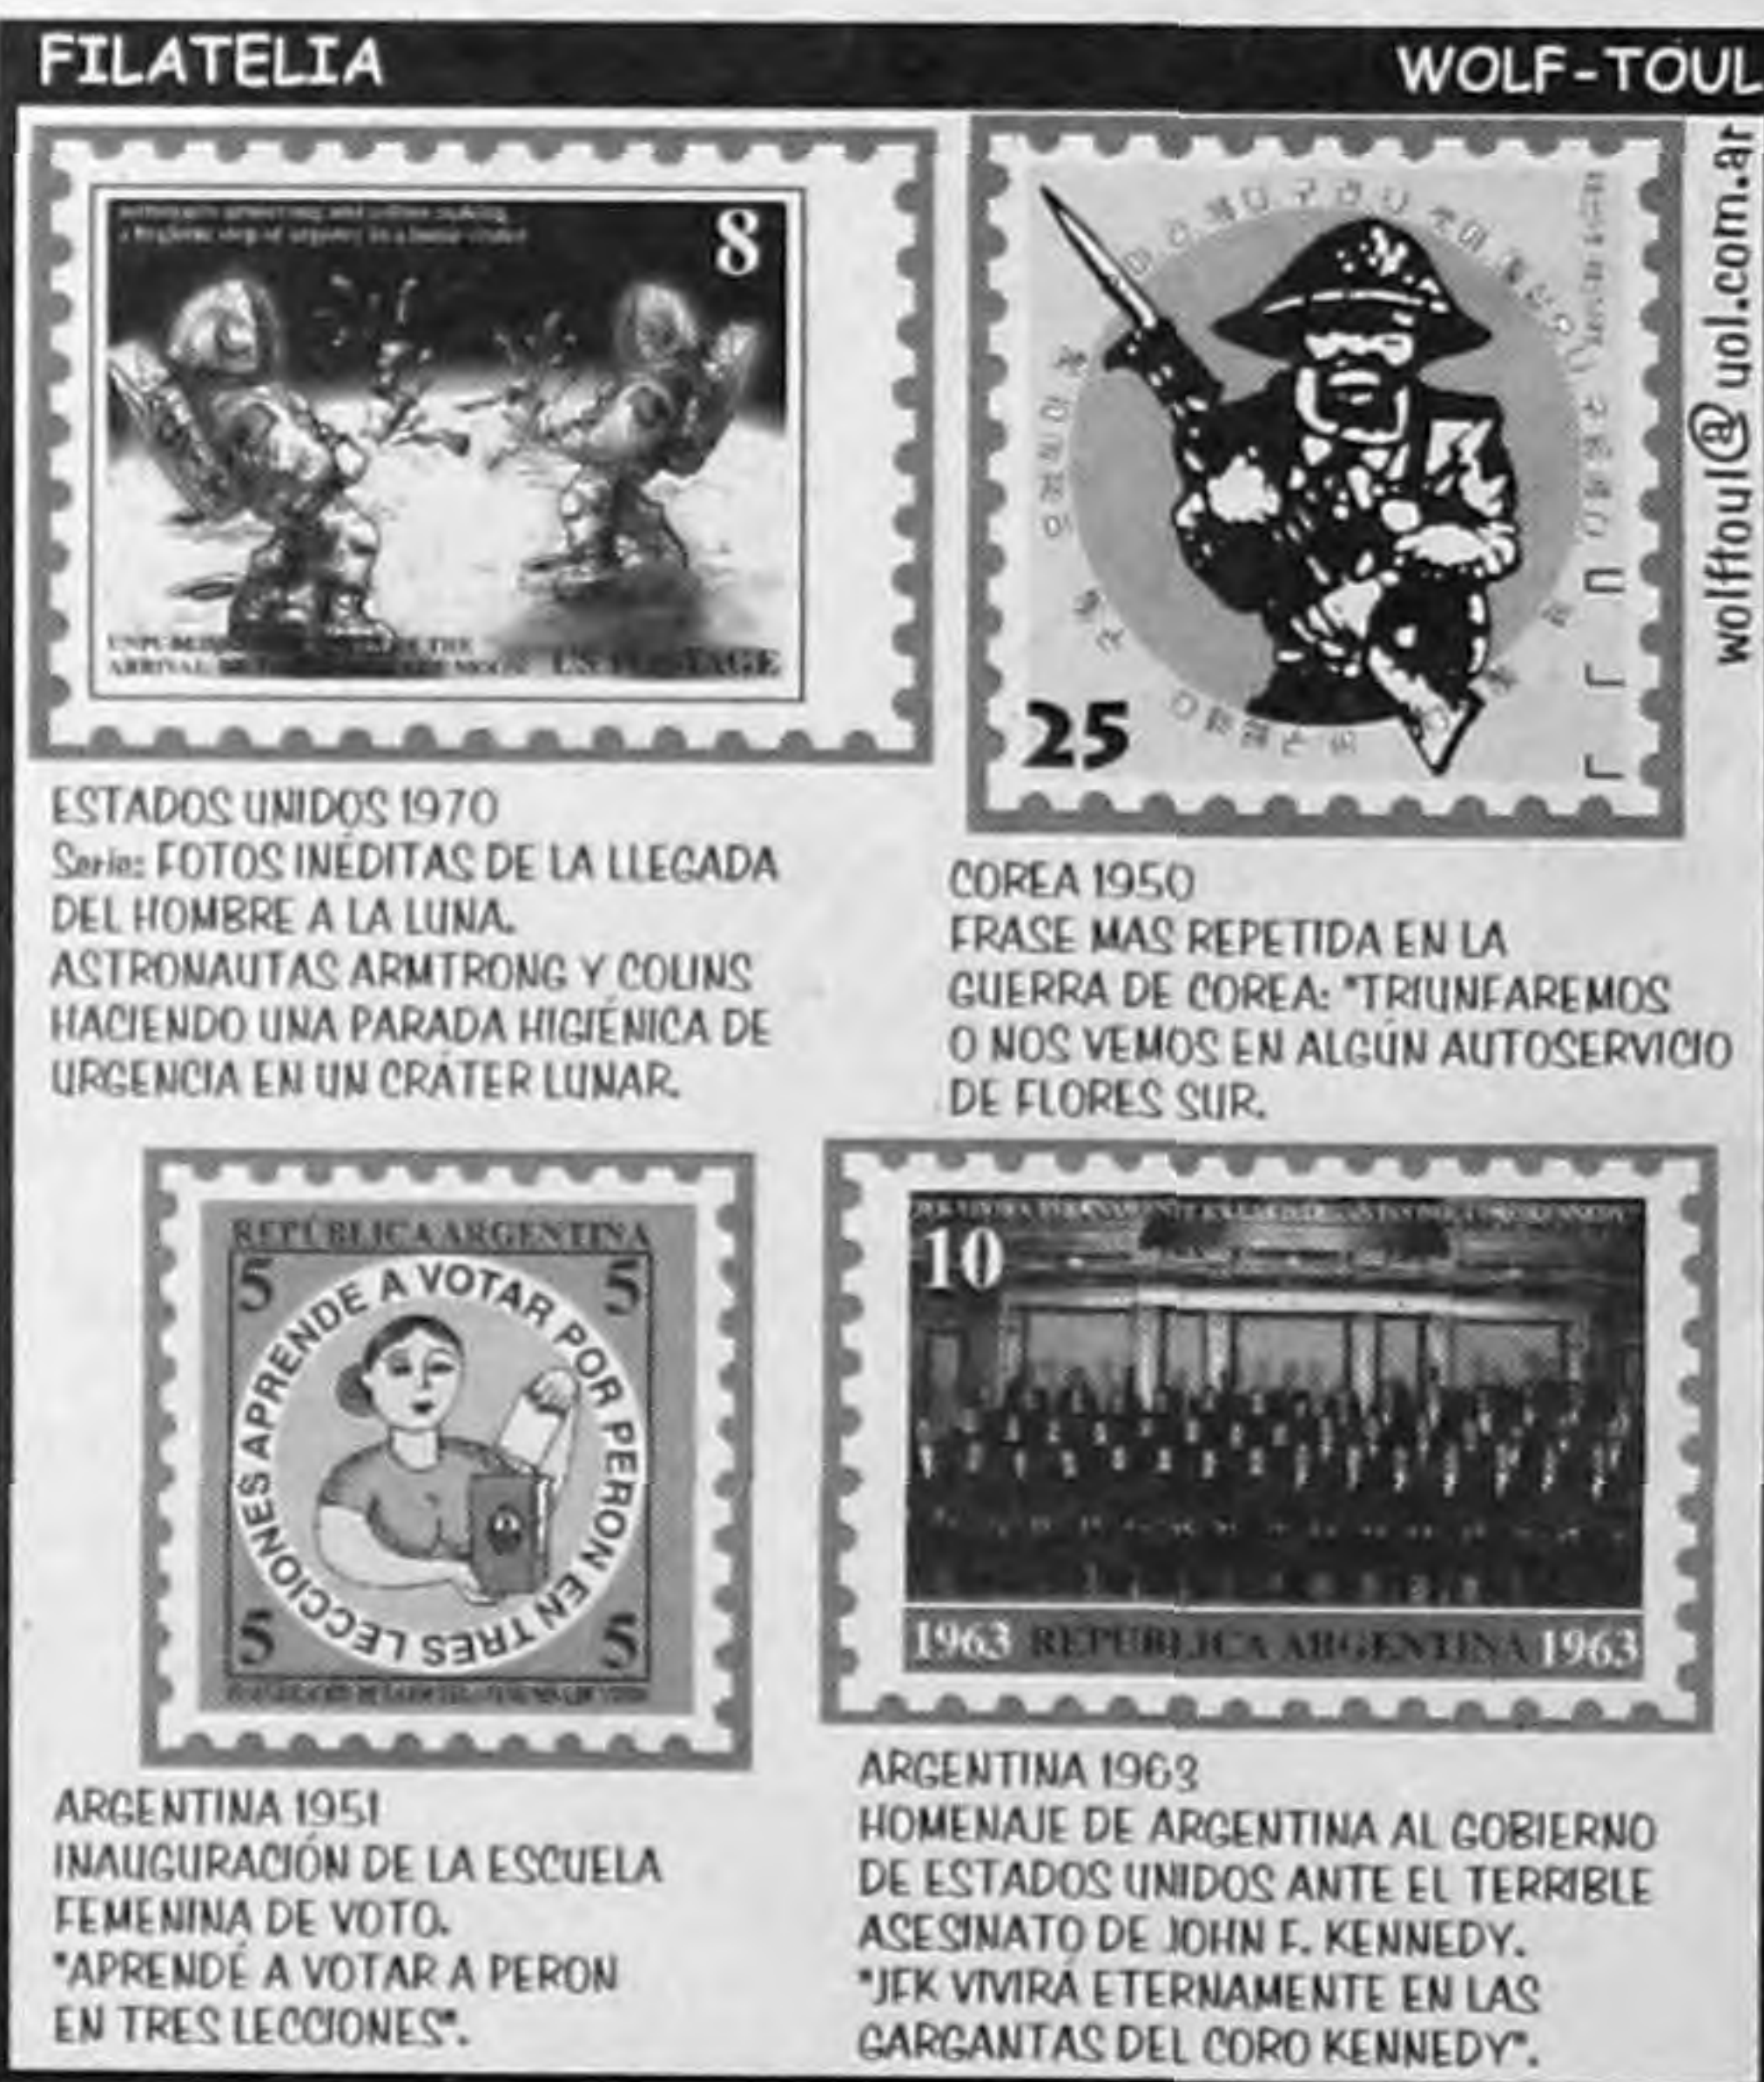 FILATELIA
WOLF-TOUL
wolfftoul@uol.com.ar
8
US POSTAGE
ESTADOS UNIDOS 1970
Serie: FOTOS INÉDITAS DE LA LLEGADA
DEL HOMBRE A LA LUNA.
ASTRONAUTAS ARMTRONG Y COLINS
HACIENDO UNA PARADA HIGIÉNICA DE
URGENCIA EN UN CRÁTER LUNAR.
25
COREA 1950
FRASE MAS REPETIDA EN LA
GUERRA DE COREA: "TRIUNFAREMOS
O NOS VEMOS EN ALGÚN AUTOSERVICIO
DE FLORES SUR.
REPÚBLICA ARGENTINA
5 5
APRENDE A VOTAR POR PERON EN TRES LECCIONES
5 5
ARGENTINA 1951
INAUGURACIÓN DE LA ESCUELA
FEMENINA DE VOTO.
"APRENDÉ A VOTAR A PERON
EN TRES LECCIONES".
10
1963 REPUBLICA ARGENTINA 1963
ARGENTINA 1963
HOMENAJE DE ARGENTINA AL GOBIERNO
DE ESTADOS UNIDOS ANTE EL TERRIBLE
ASESINATO DE JOHN F. KENNEDY.
"JFK VIVIRÁ ETERNAMENTE EN LAS
GARGANTAS DEL CORO KENNEDY".